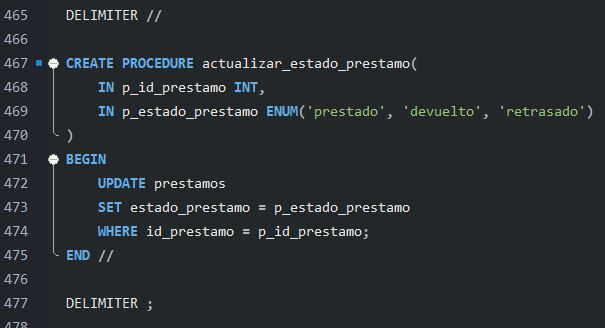 465 DELIMITER //
466
467 CREATE PROCEDURE actualizar_estado_prestamo(
468     IN p_id_prestamo INT,
469     IN p_estado_prestamo ENUM('prestado', 'devuelto', 'retrasado')
470 )
471 BEGIN
472     UPDATE prestamos
473     SET estado_prestamo = p_estado_prestamo
474     WHERE id_prestamo = p_id_prestamo;
475 END //
476
477 DELIMITER ;
478